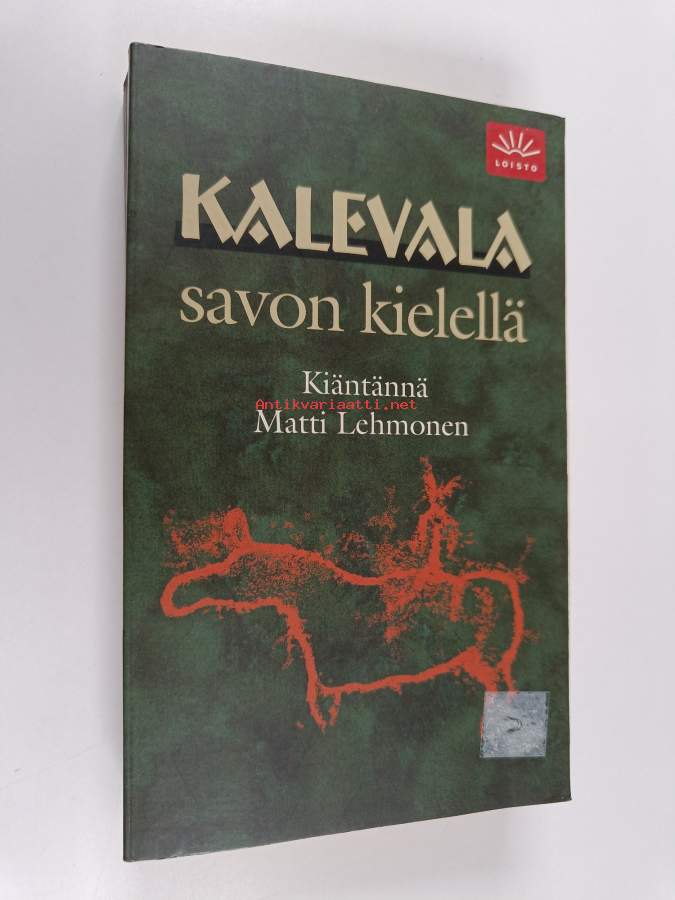 LOISTO
KALEVALA
savon kielellä
Kiäntännä
Antikvariaatti.net
Matti Lehmonen